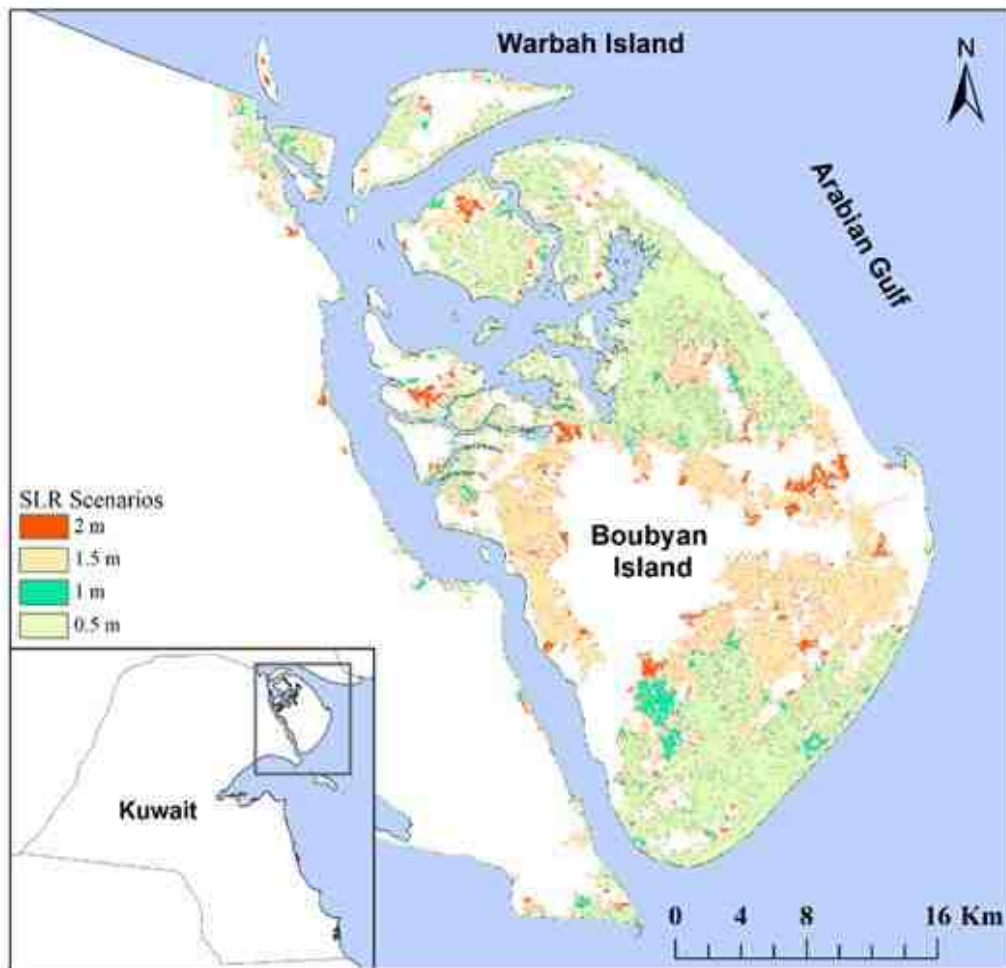 Warbah Island
N
Arabian Gulf
SLR Scenarios
2 m
1.5 m
1 m
0.5 m
Boubyan
Island
Kuwait
0 4 8 16 Km